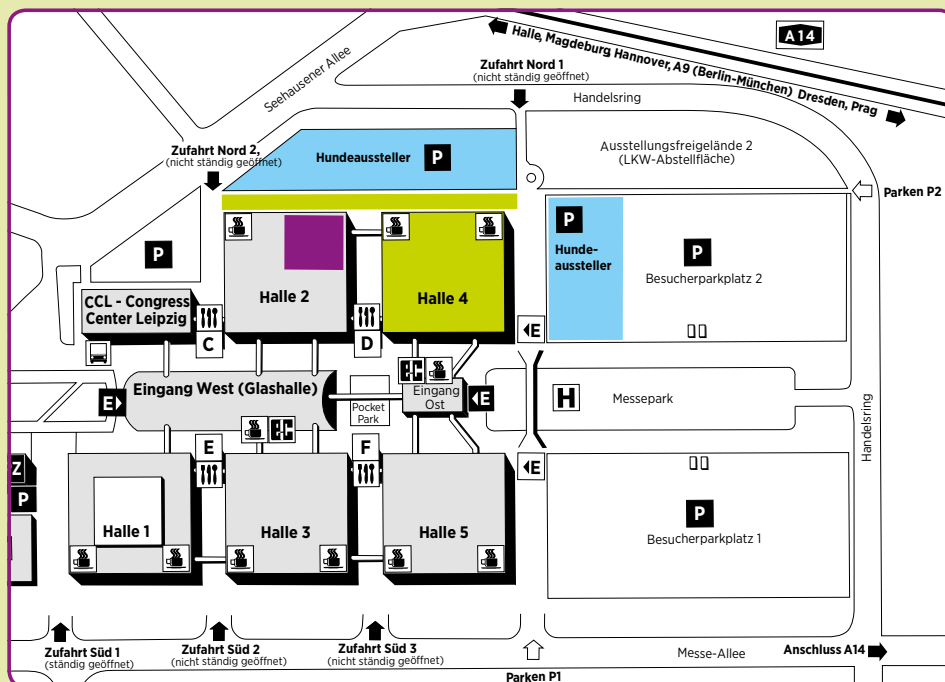 A 14
Halle, Magdeburg Hannover, A9 (Berlin-München) Dresden, Prag
Seehausener Allee
Zufahrt Nord 1
(nicht ständig geöffnet)
Handelsring
Zufahrt Nord 2,
(nicht ständig geöffnet)
Hundeaussteller P
Ausstellungsfreigelände 2
(LKW-Abstellfläche)
Parken P2
P
P
Hunde-
aussteller
P
Besucherparkplatz 2
Halle 2
Halle 4
CCL - Congress
Center Leipzig
C
D
E
Eingang West (Glashalle)
E
Pocket
Park
EC
Eingang
Ost
E
H
Messepark
Handelsring
EC
E
F
E
Z
P
Halle 1
Halle 3
Halle 5
P
Besucherparkplatz 1
Zufahrt Süd 1
(ständig geöffnet)
Zufahrt Süd 2
(nicht ständig geöffnet)
Zufahrt Süd 3
(nicht ständig geöffnet)
Messe-Allee
Anschluss A14
Parken P1